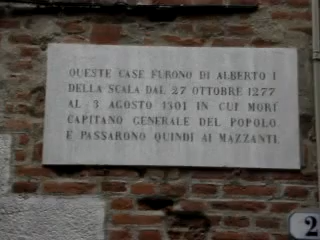 QUESTE CASE FURONO DI ALBERTO I
DELLA SCALA DAL 27 OTTOBRE 1277
AL 3 AGOSTO 1301 IN CUI MORÌ
CAPITANO GENERALE DEL POPOLO
E PASSARONO QUINDI AI MAZZANTI.
2